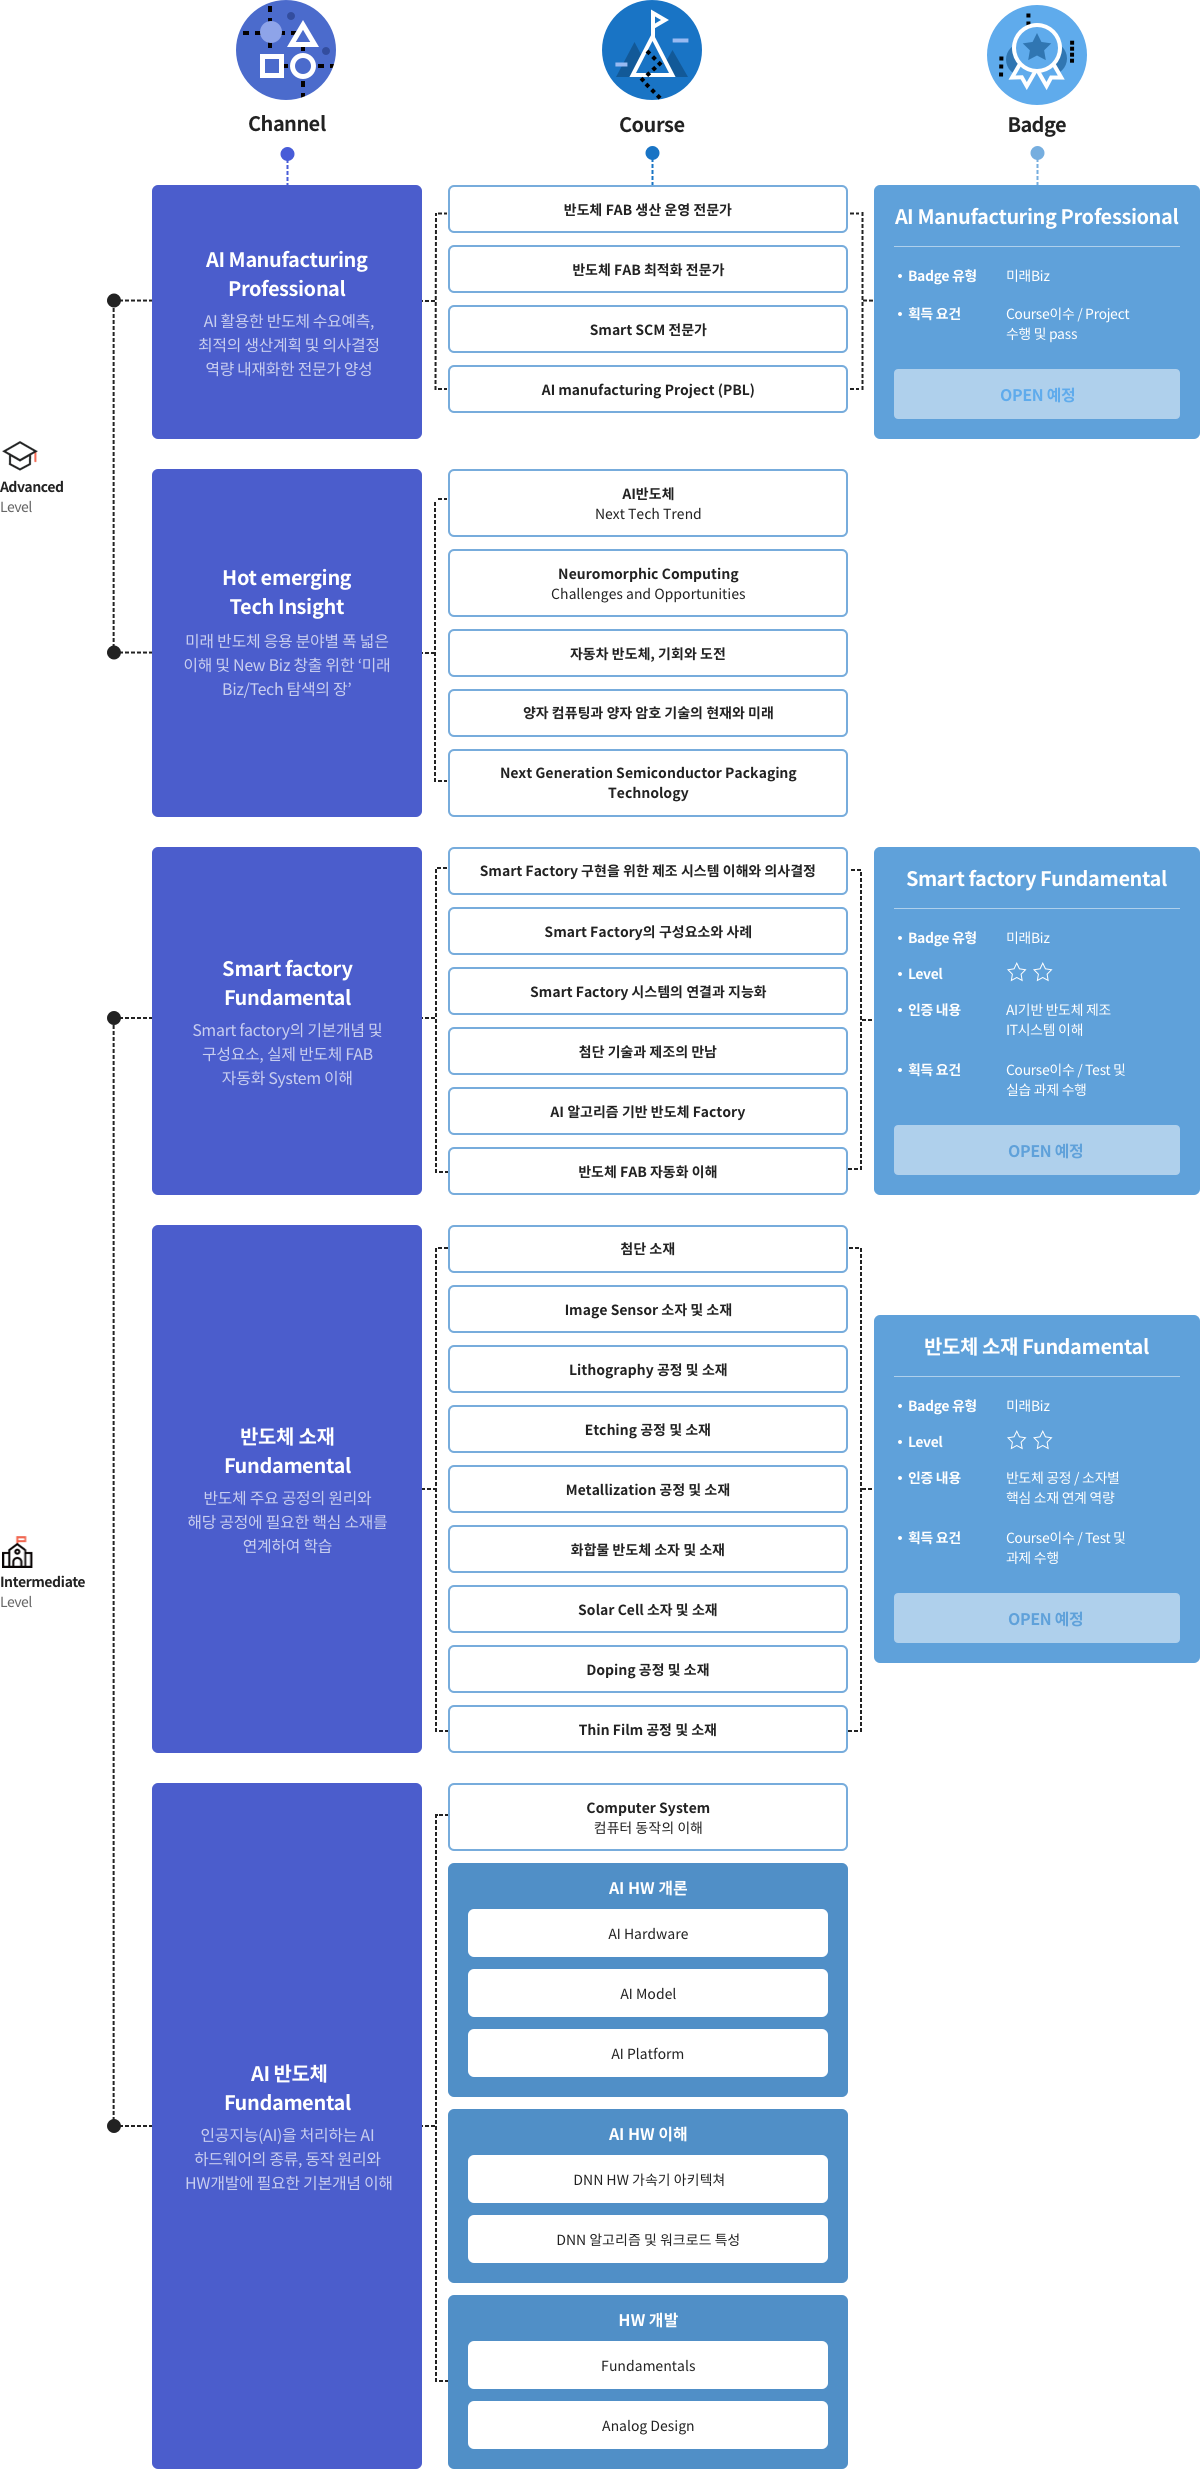 Channel
Course
Badge
Advanced
Level
AI Manufacturing
Professional
AI 활용한 반도체 수요예측,
최적의 생산계획 및 의사결정
역량 내재화한 전문가 양성
반도체 FAB 생산 운영 전문가
반도체 FAB 최적화 전문가
Smart SCM 전문가
AI manufacturing Project (PBL)
AI Manufacturing Professional
• Badge 유형
미래Biz
• 획득 요건
Course이수 / Project
수행 및 pass
OPEN 예정
Hot emerging
Tech Insight
미래 반도체 응용 분야별 폭 넓은
이해 및 New Biz 창출 위한 ‘미래
Biz/Tech 탐색의 장’
AI반도체
Next Tech Trend
Neuromorphic Computing
Challenges and Opportunities
자동차 반도체, 기회와 도전
양자 컴퓨팅과 양자 암호 기술의 현재와 미래
Next Generation Semiconductor Packaging
Technology
Intermediate
Level
Smart factory
Fundamental
Smart factory의 기본개념 및
구성요소, 실제 반도체 FAB
자동화 System 이해
Smart Factory 구현을 위한 제조 시스템 이해와 의사결정
Smart Factory의 구성요소와 사례
Smart Factory 시스템의 연결과 지능화
첨단 기술과 제조의 만남
AI 알고리즘 기반 반도체 Factory
반도체 FAB 자동화 이해
Smart factory Fundamental
• Badge 유형
미래Biz
• Level
• 인증 내용
AI기반 반도체 제조
IT시스템 이해
• 획득 요건
Course이수 / Test 및
실습 과제 수행
OPEN 예정
반도체 소재
Fundamental
반도체 주요 공정의 원리와
해당 공정에 필요한 핵심 소재를
연계하여 학습
첨단 소재
Image Sensor 소자 및 소재
Lithography 공정 및 소재
Etching 공정 및 소재
Metallization 공정 및 소재
화합물 반도체 소자 및 소재
Solar Cell 소자 및 소재
Doping 공정 및 소재
Thin Film 공정 및 소재
반도체 소재 Fundamental
• Badge 유형
미래Biz
• Level
• 인증 내용
반도체 공정 / 소자별
핵심 소재 연계 역량
• 획득 요건
Course이수 / Test 및
과제 수행
OPEN 예정
AI 반도체
Fundamental
인공지능(AI)을 처리하는 AI
하드웨어의 종류, 동작 원리와
HW개발에 필요한 기본개념 이해
Computer System
컴퓨터 동작의 이해
AI HW 개론
AI Hardware
AI Model
AI Platform
AI HW 이해
DNN HW 가속기 아키텍쳐
DNN 알고리즘 및 워크로드 특성
HW 개발
Fundamentals
Analog Design